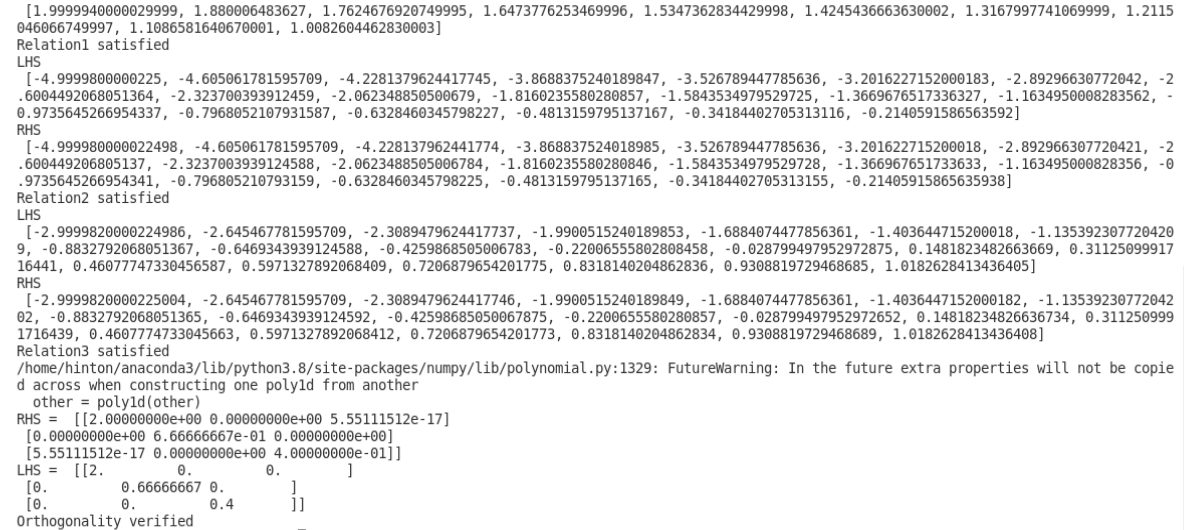 [1.9999940000029999, 1.880006483627, 1.7624676920749995, 1.6473776253469996, 1.5347362834429998, 1.4245436663630002, 1.3167997741069999, 1.2115
046066749997, 1.1086581640670001, 1.0082604462830003]
Relation1 satisfied
LHS
[-4.9999800000225, -4.605061781595709, -4.2281379624417745, -3.8688375240189847, -3.526789447785636, -3.2016227152000183, -2.89296630772042, -2
.6004492068051364, -2.323700393912459, -2.062348850500679, -1.8160235580280857, -1.5843534979529725, -1.3669676517336327, -1.1634950008283562, -
0.9735645266954337, -0.7968052107931587, -0.6328460345798227, -0.4813159795137167, -0.34184402705313116, -0.2140591586563592]
RHS
[-4.999980000022498, -4.605061781595709, -4.228137962441774, -3.868837524018985, -3.526789447785636, -3.201622715200018, -2.892966307720421, -2
.600449206805137, -2.3237003939124588, -2.0623488505006784, -1.8160235580280846, -1.5843534979529728, -1.366967651733633, -1.163495000828356, -0
.9735645266954341, -0.796805210793159, -0.6328460345798225, -0.4813159795137165, -0.34184402705313155, -0.21405915865635938]
Relation2 satisfied
LHS
[-2.9999820000224986, -2.645467781595709, -2.3089479624417737, -1.9900515240189853, -1.6884074477856361, -1.403644715200018, -1.135392307720420
9, -0.8832792068051367, -0.6469343939124588, -0.4259868505006783, -0.22006555802808458, -0.028799497952972875, 0.1481823482663669, 0.31125099917
16441, 0.46077747330456587, 0.5971327892068409, 0.7206879654201775, 0.8318140204862836, 0.9308819729468685, 1.0182628413436405]
RHS
[-2.9999820000225004, -2.645467781595709, -2.3089479624417746, -1.9900515240189849, -1.6884074477856361, -1.4036447152000182, -1.13539230772042
02, -0.8832792068051365, -0.6469343939124592, -0.42598685050067875, -0.2200655580280857, -0.028799497952972652, 0.14818234826636734, 0.311250999
1716439, 0.4607774733045663, 0.5971327892068412, 0.7206879654201773, 0.8318140204862834, 0.930881972946869, 1.0182628413436408]
Relation3 satisfied
/home/hinton/anaconda3/lib/python3.8/site-packages/numpy/lib/polynomial.py:1329: FutureWarning: In the future extra properties will not be copie
d across when constructing one poly1d from another
other = poly1d(other)
RHS =  [[2.00000000e+00 0.00000000e+00 5.55111512e-17]
[0.00000000e+00 6.66666667e-01 0.00000000e+00]
[5.55111512e-17 0.00000000e+00 4.00000000e-01]]
LHS =  [[2.         0.         0.        ]
[0.         0.66666667 0.        ]
[0.         0.         0.4       ]]
Orthogonality verified